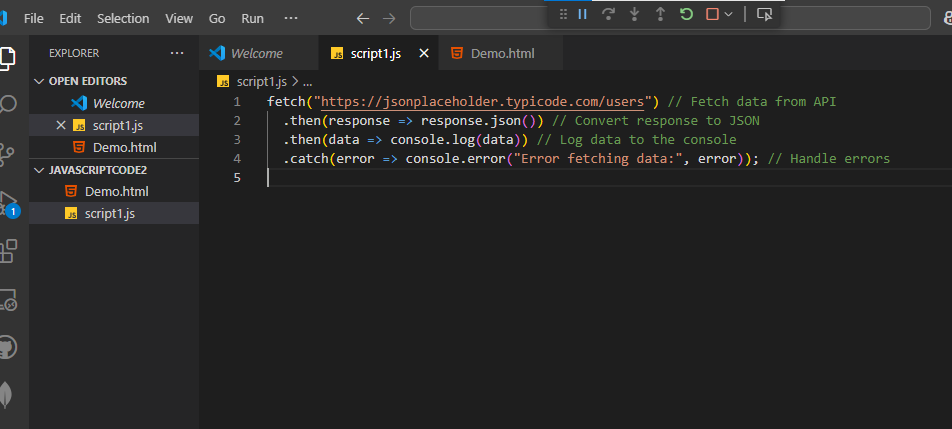 File Edit Selection View Go Run ···
EXPLORER ···
Welcome
script1.js
Demo.html
OPEN EDITORS
Welcome
script1.js
Demo.html
JAVASCRIPTCODE2
Demo.html
script1.js
1
script1.js > ...
1 fetch("https://jsonplaceholder.typicode.com/users") // Fetch data from API
2 .then(response => response.json()) // Convert response to JSON
3 .then(data => console.log(data)) // Log data to the console
4 .catch(error => console.error("Error fetching data:", error)); // Handle errors
5